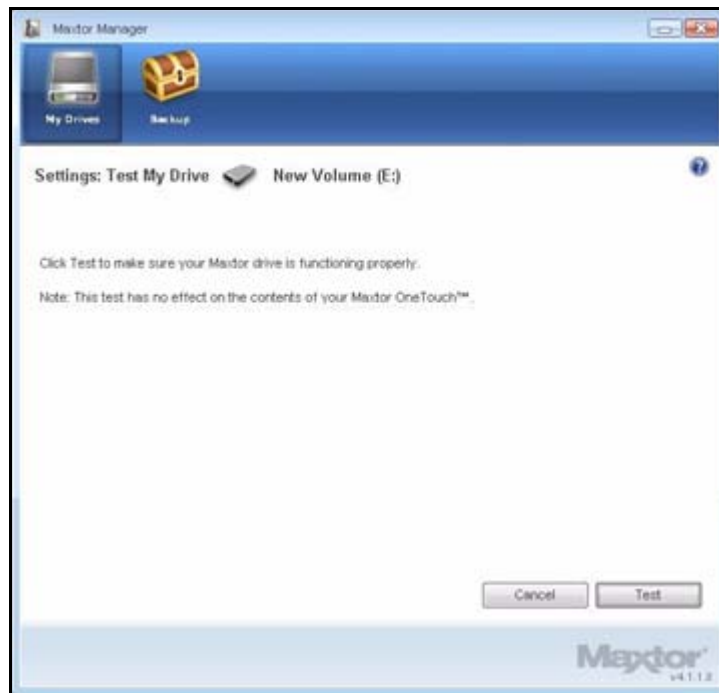 Maxtor Manager
My Drives
Backup
Settings: Test My Drive New Volume (E:)
Click Test to make sure your Maxtor drive is functioning properly.
Note: This test has no effect on the contents of your Maxtor OneTouch™.
Cancel
Test
Maxtor
v4.1.1.2